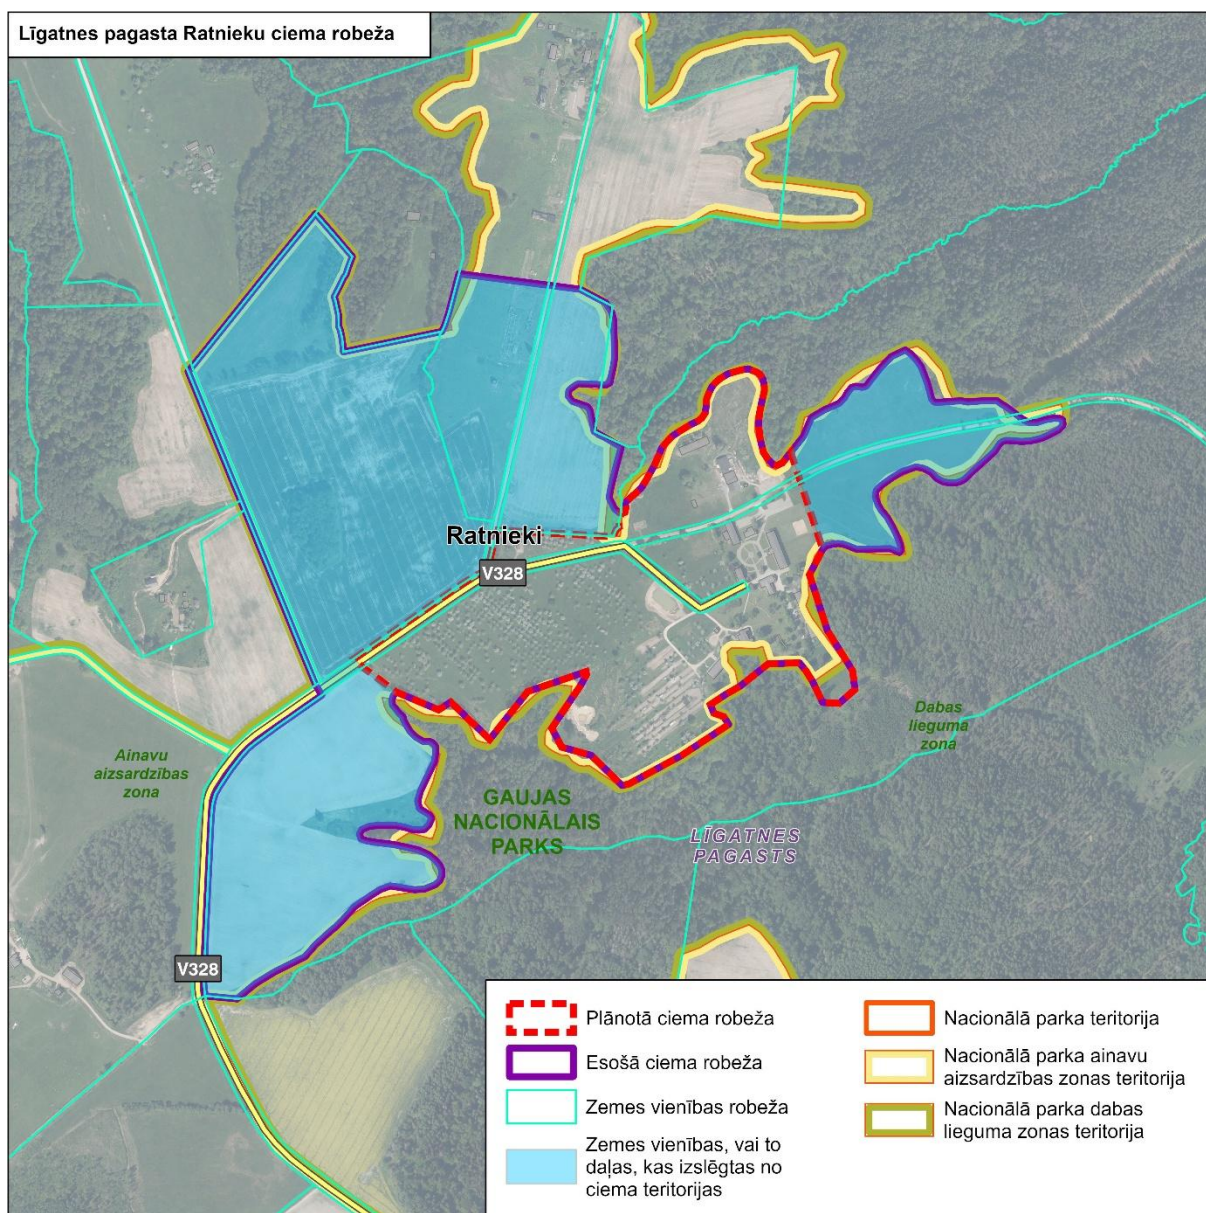 Līgatnes pagasta Ratnieku ciema robeža
Ratnieki
V328
Ainavu
aizsardzības
zona
Dabas
lieguma
zona
GAUJAS
NACIONĀLAIS
PARKS
LĪGATNES
PAGASTS
V328
Plānotā ciema robeža
Esošā ciema robeža
Zemes vienības robeža
Zemes vienības, vai to
daļas, kas izslēgtas no
ciema teritorijas
Nacionālā parka teritorija
Nacionālā parka ainavu
aizsardzības zonas teritorija
Nacionālā parka dabas
lieguma zonas teritorija